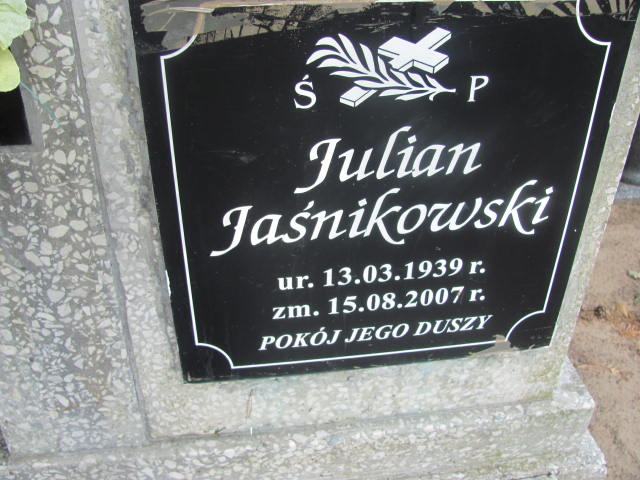 Ś P
Julian
Jaśnikowski
ur. 13.03.1939 r.
zm. 15.08.2007 r.
POKÓJ JEGO DUSZY